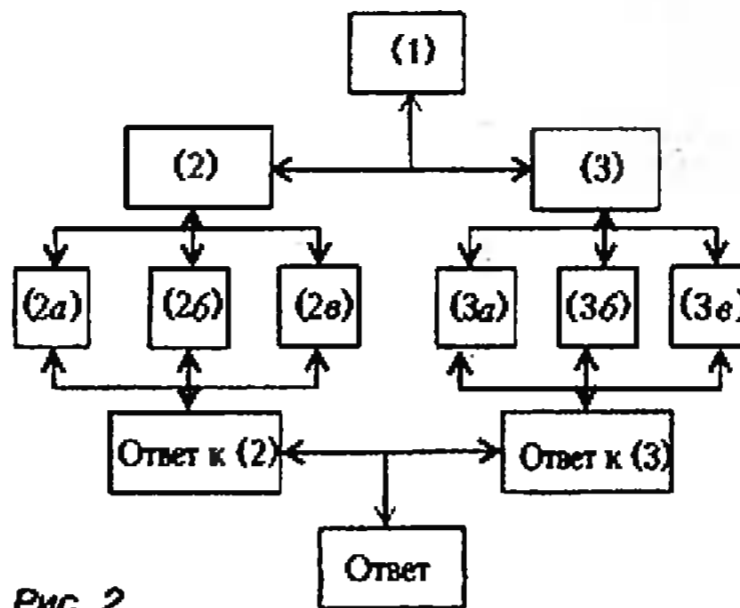 (1)
(2) (3)
(2а) (2б) (2в) (3а) (3б) (3в)
Ответ к (2) Ответ к (3)
Ответ
Рис. 2